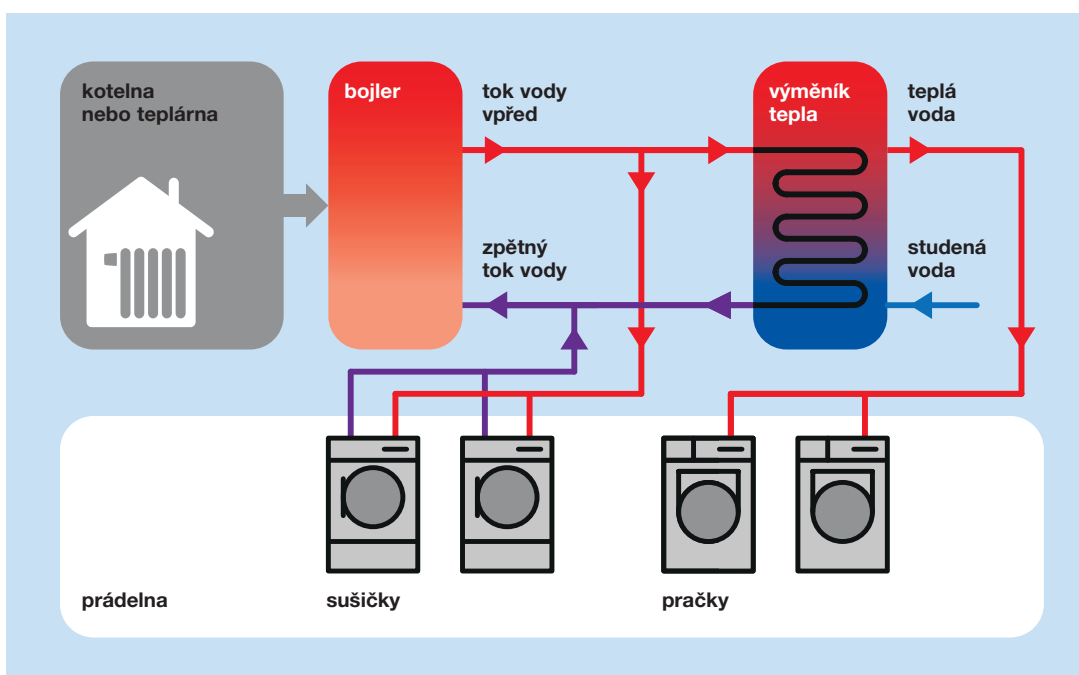 kotelna
nebo teplárna
bojler
tok vody
vpřed
výměník
tepla
teplá
voda
zpětný
tok vody
studená
voda
prádelna
sušičky
pračky